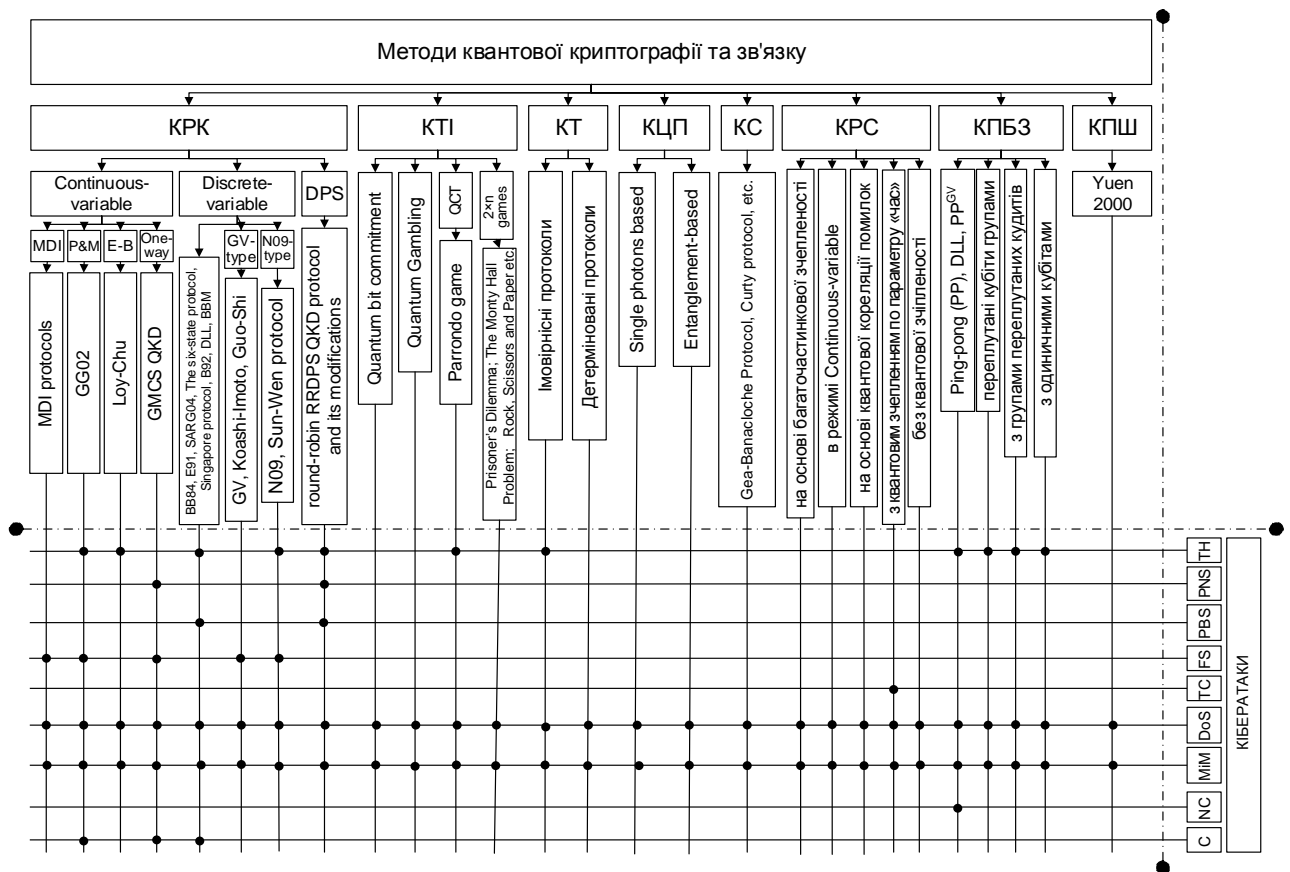 Методи квантової криптографії та зв'язку
КРК
КТІ
КТ
КЦП
КС
КРС
КПБЗ
КПШ
Continuous-
variable
Discrete-
variable
DPS
MDI
P&M
E-B
One-
way
GV-
type
N09-
type
QCT
2×n
games
Yuen
2000
MDI protocols
GG02
Loy-Chu
GMCS QKD
BB84, E91, SARG04, The six-state protocol,
Singapore protocol, B92, DLL, BBM
GV, Koashi-Imoto, Guo-Shi
N09, Sun-Wen protocol
round-robin RRDPS QKD protocol
and its modifications
Quantum bit commitment
Quantum Gambling
Parrondo game
Prisoner's Dilemma; The Monty Hall
Problem; Rock, Scissors and Paper etc.
Імовірнісні протоколи
Детерміновані протоколи
Single photons based
Entanglement-based
Gea-Banacloche Protocol, Curty protocol, etc.
на основі багаточастинкової зчепленості
в режимі Continuous-variable
на основі квантової кореляції помилок
з квантовим зчепленням по параметру «час»
без квантової зчіпленості
Ping-pong (PP), DLL, PPGV
переплутані кубіти групами
з групами переплутаних кудитів
з одиничними кубітами
TH
PNS
PBS
FS
TC
DoS
MiM
NC
C
КІБЕРАТАКИ